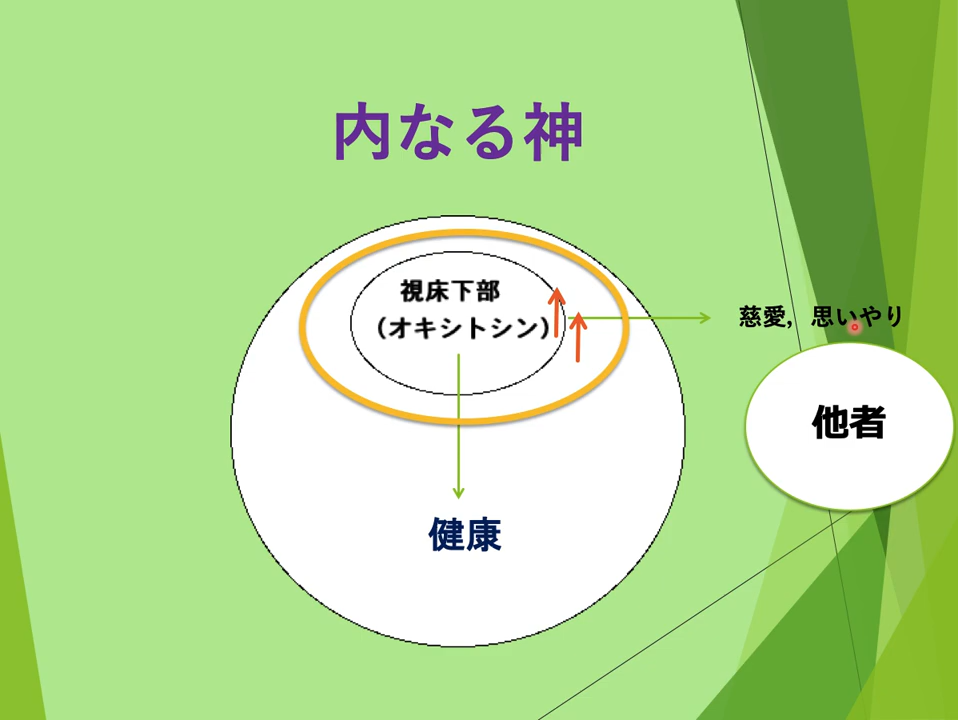 内なる神
視床下部
（オキシトシン）
慈愛，思いやり
他者
健康